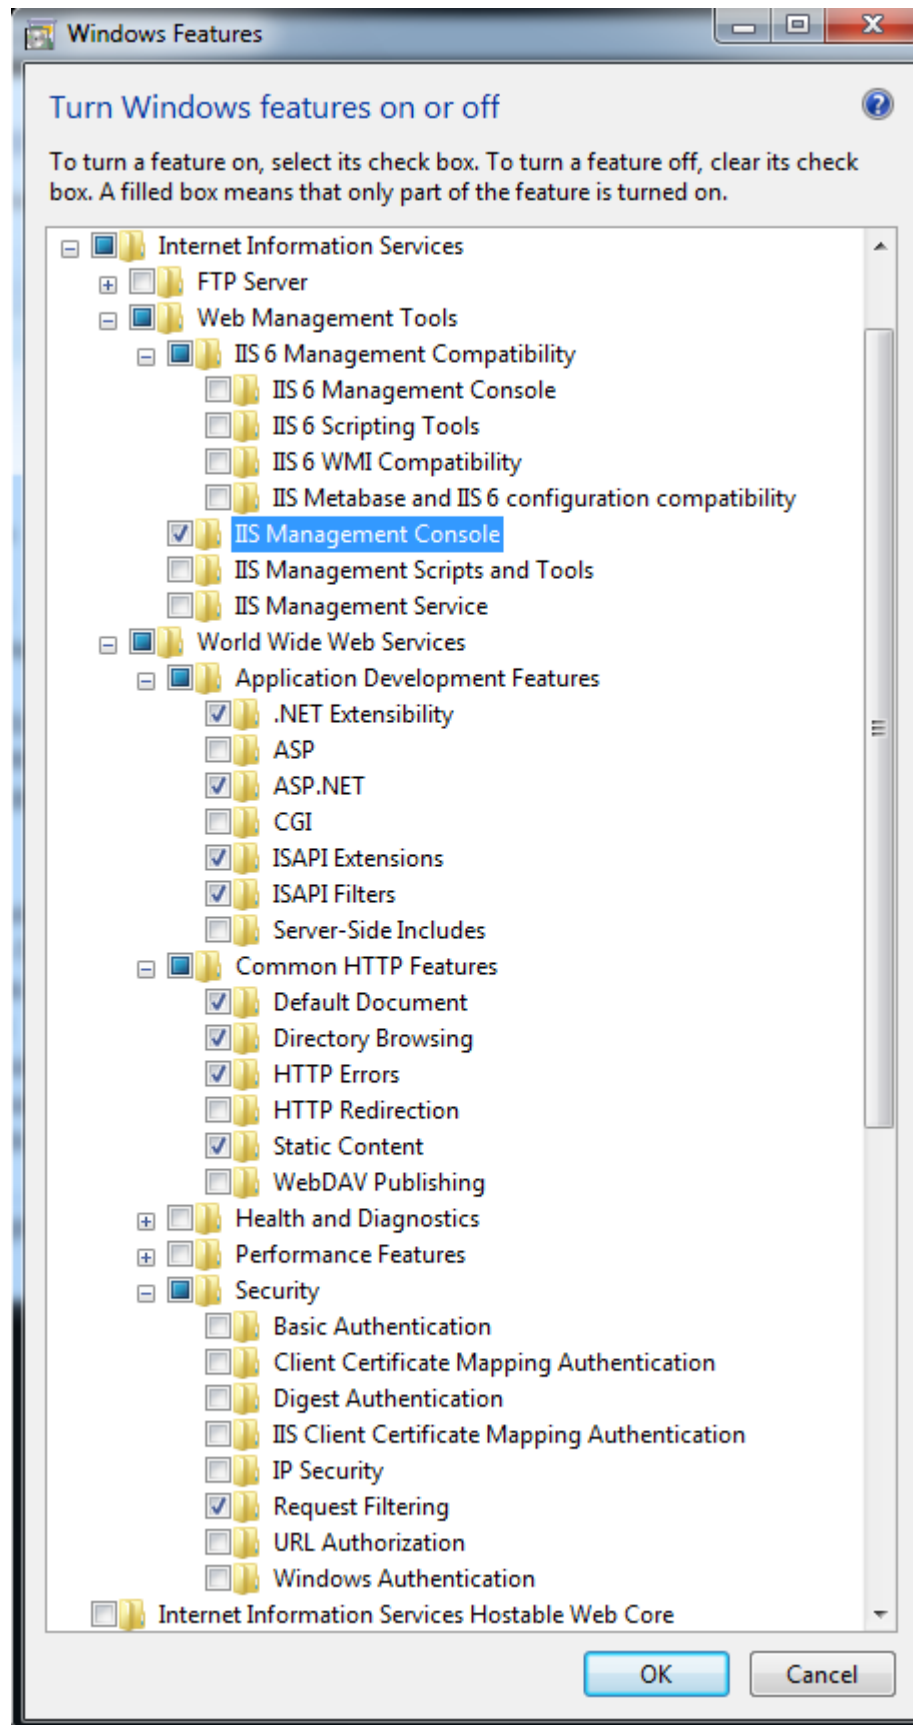 Windows Features
Turn Windows features on or off
To turn a feature on, select its check box. To turn a feature off, clear its check
box. A filled box means that only part of the feature is turned on.
Internet Information Services
FTP Server
Web Management Tools
IIS 6 Management Compatibility
IIS 6 Management Console
IIS 6 Scripting Tools
IIS 6 WMI Compatibility
IIS Metabase and IIS 6 configuration compatibility
IIS Management Console
IIS Management Scripts and Tools
IIS Management Service
World Wide Web Services
Application Development Features
.NET Extensibility
ASP
ASP.NET
CGI
ISAPI Extensions
ISAPI Filters
Server-Side Includes
Common HTTP Features
Default Document
Directory Browsing
HTTP Errors
HTTP Redirection
Static Content
WebDAV Publishing
Health and Diagnostics
Performance Features
Security
Basic Authentication
Client Certificate Mapping Authentication
Digest Authentication
IIS Client Certificate Mapping Authentication
IP Security
Request Filtering
URL Authorization
Windows Authentication
Internet Information Services Hostable Web Core
OK Cancel